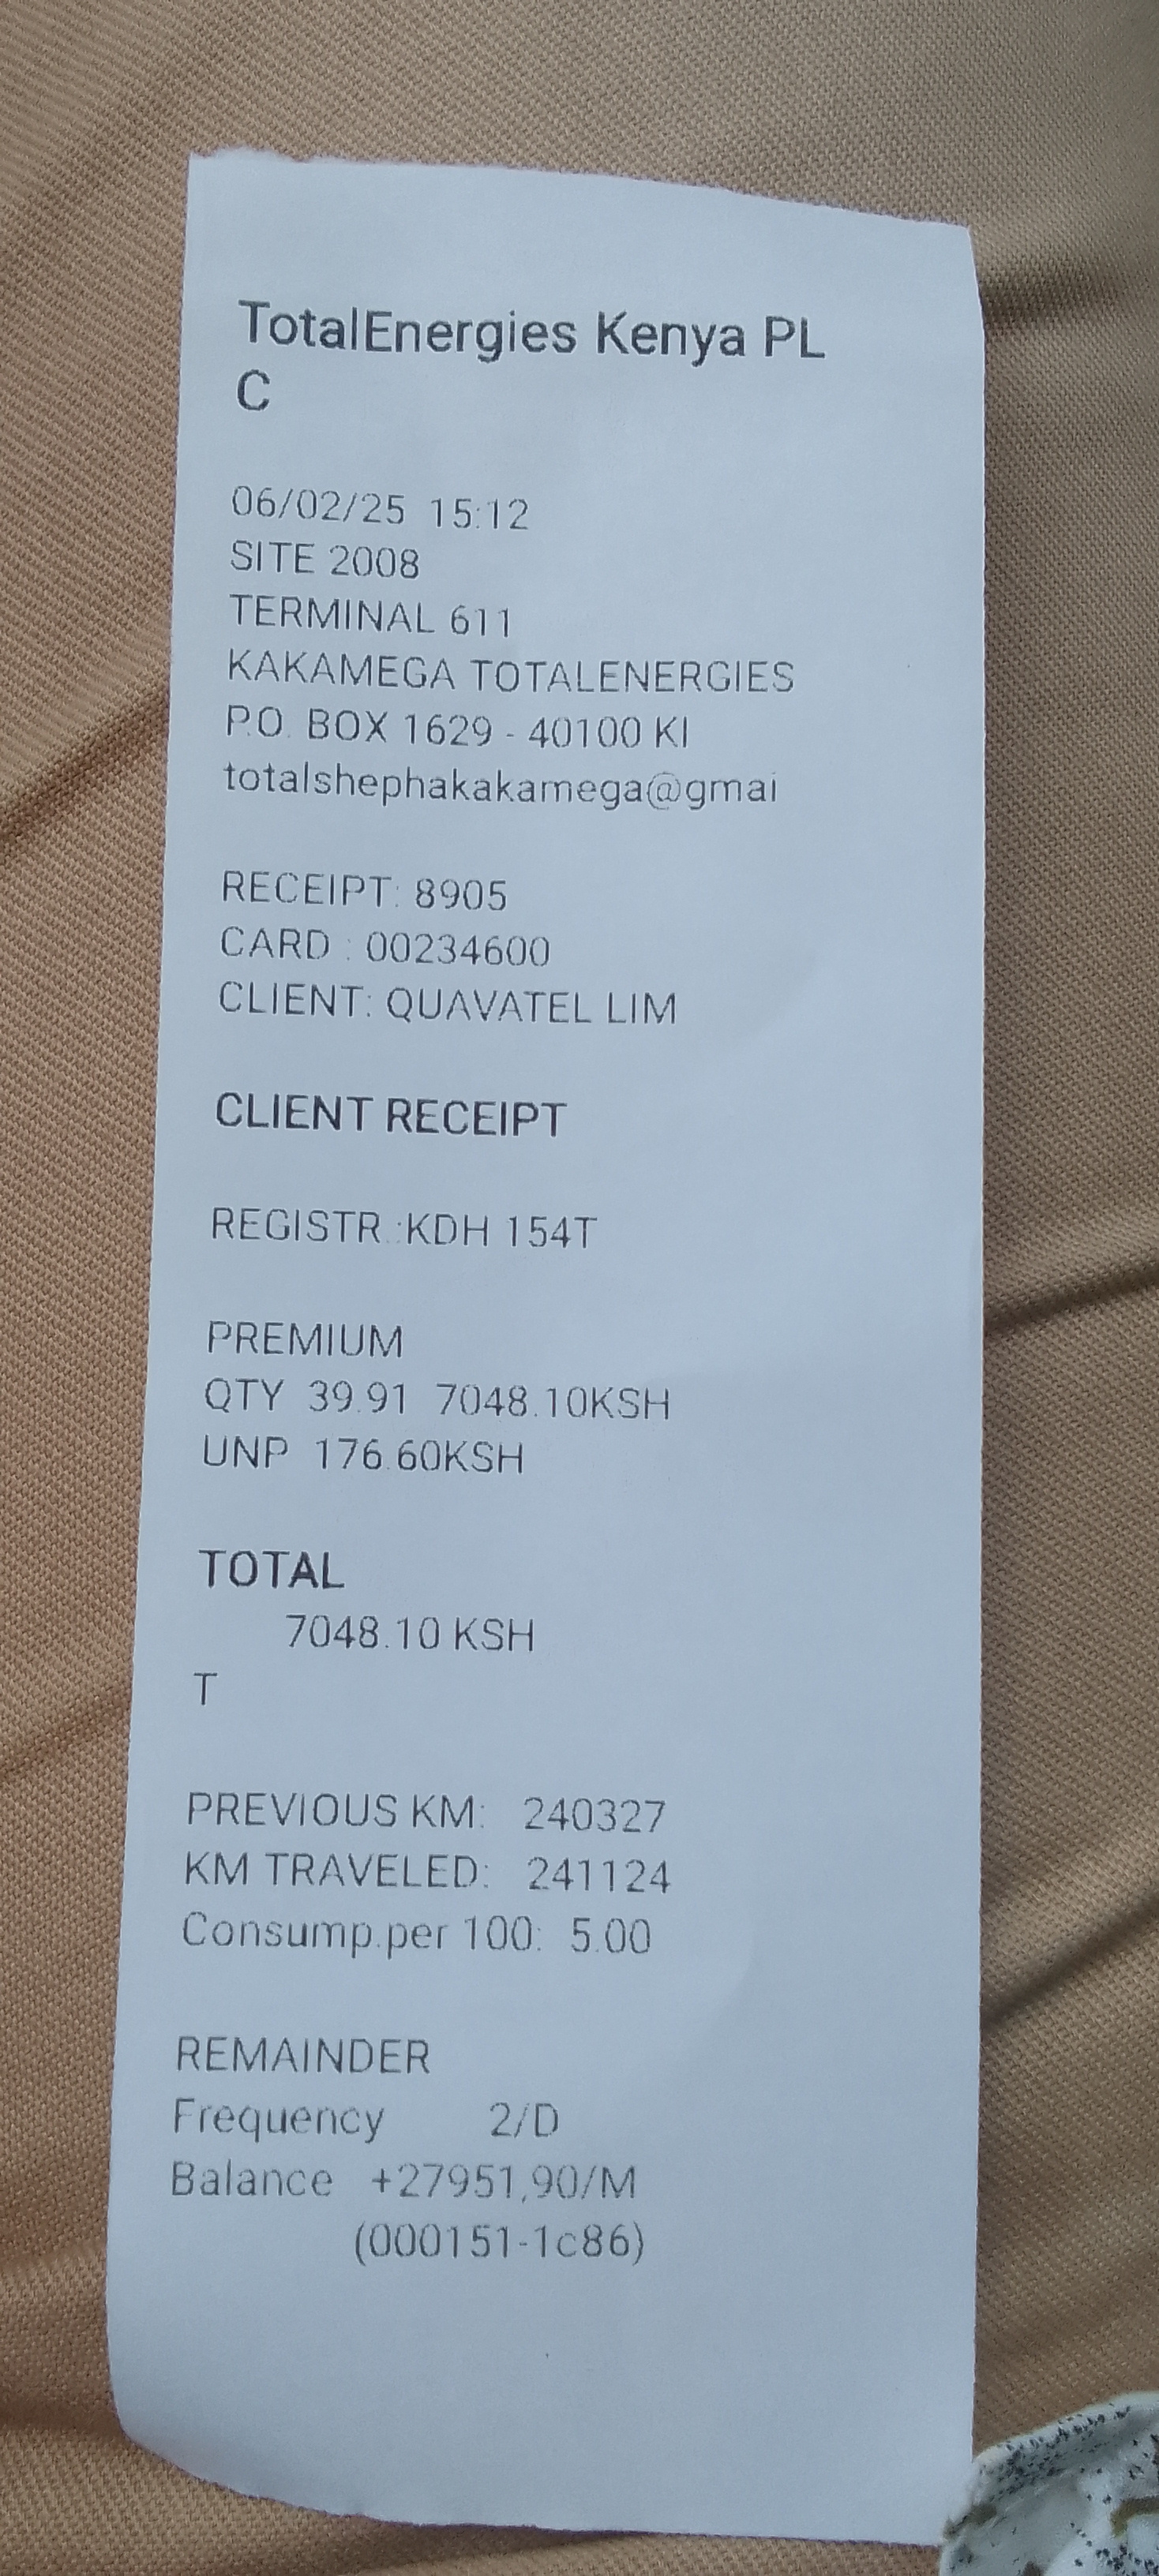 TotalEnergies Kenya PL
C
06/02/25 15:12
SITE 2008
TERMINAL 611
KAKAMEGA TOTALENERGIES
P.O. BOX 1629 - 40100 KI
totalshephakakamega@gmai
RECEIPT: 8905
CARD : 00234600
CLIENT: QUAVATEL LIM
CLIENT RECEIPT
REGISTR.:KDH 154T
PREMIUM
QTY 39.91 7048.10KSH
UNP 176.60KSH
TOTAL
7048.10 KSH
T
PREVIOUS KM: 240327
KM TRAVELED: 241124
Consump.per 100: 5.00
REMAINDER
Frequency 2/D
Balance +27951,90/M
(000151-1c86)